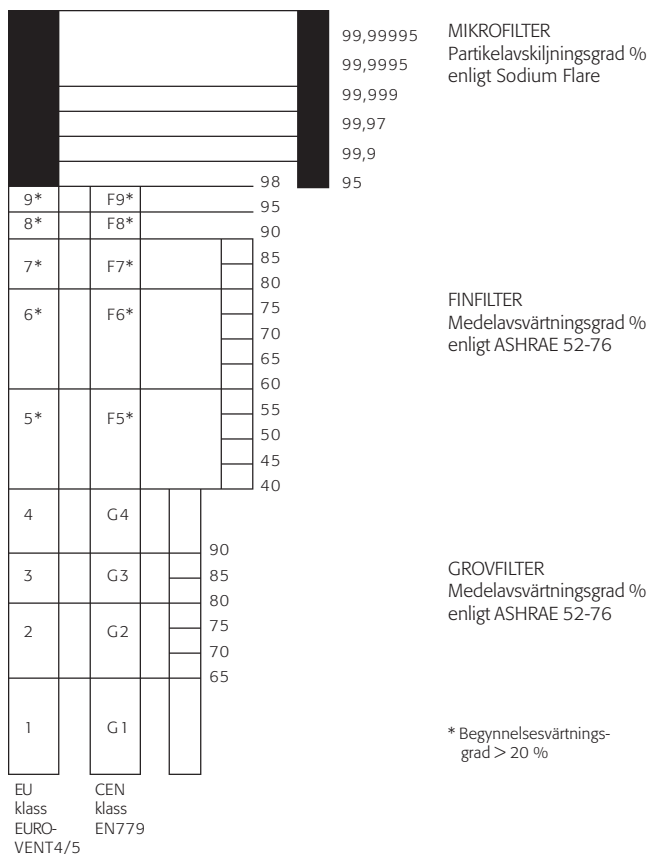 99,99995
99,9995
99,999
99,97
99,9
95
MIKROFILTER
Partikelavskiljningsgrad %
enligt Sodium Flare
98
9* F9* 95
8* F8* 90
85
7* F7*
80
6* F6* 75
70
65
60
5* F5* 55
50
45
40
FINFILTER
Medelavsvärtningsgrad %
enligt ASHRAE 52-76
4 G4
90
3 G3 85
80
2 G2 75
70
65
1 G1
GROVFILTER
Medelavsvärtningsgrad %
enligt ASHRAE 52-76
* Begynnelsesvärtnings-
grad > 20 %
EU
klass
EURO-
VENT4/5
CEN
klass
EN779